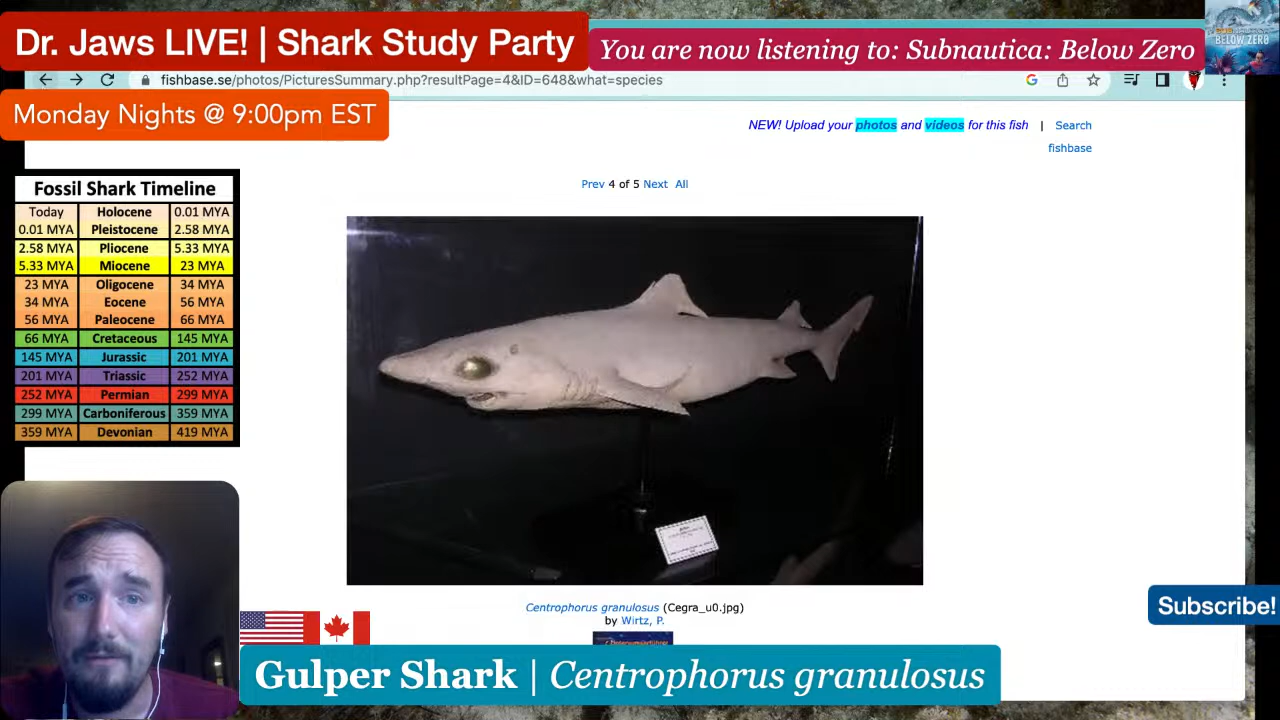 Dr. Jaws LIVE! | Shark Study Party
You are now listening to: Subnautica: Below Zero
BELOW ZERO
fishbase.se/photos/PicturesSummary.php?resultPage=4&ID=648&what=species
Monday Nights @ 9:00pm EST
NEW! Upload your photos and videos for this fish | Search
fishbase
Prev 4 of 5 Next All
Fossil Shark Timeline
Today Holocene 0.01 MYA
0.01 MYA Pleistocene 2.58 MYA
2.58 MYA Pliocene 5.33 MYA
5.33 MYA Miocene 23 MYA
23 MYA Oligocene 34 MYA
34 MYA Eocene 56 MYA
56 MYA Paleocene 66 MYA
66 MYA Cretaceous 145 MYA
145 MYA Jurassic 201 MYA
201 MYA Triassic 252 MYA
252 MYA Permian 299 MYA
299 MYA Carboniferous 359 MYA
359 MYA Devonian 419 MYA
Centrophorus granulosus (Cegra_u0.jpg)
by Wirtz, P.
Subscribe!
Gulper Shark | Centrophorus granulosus